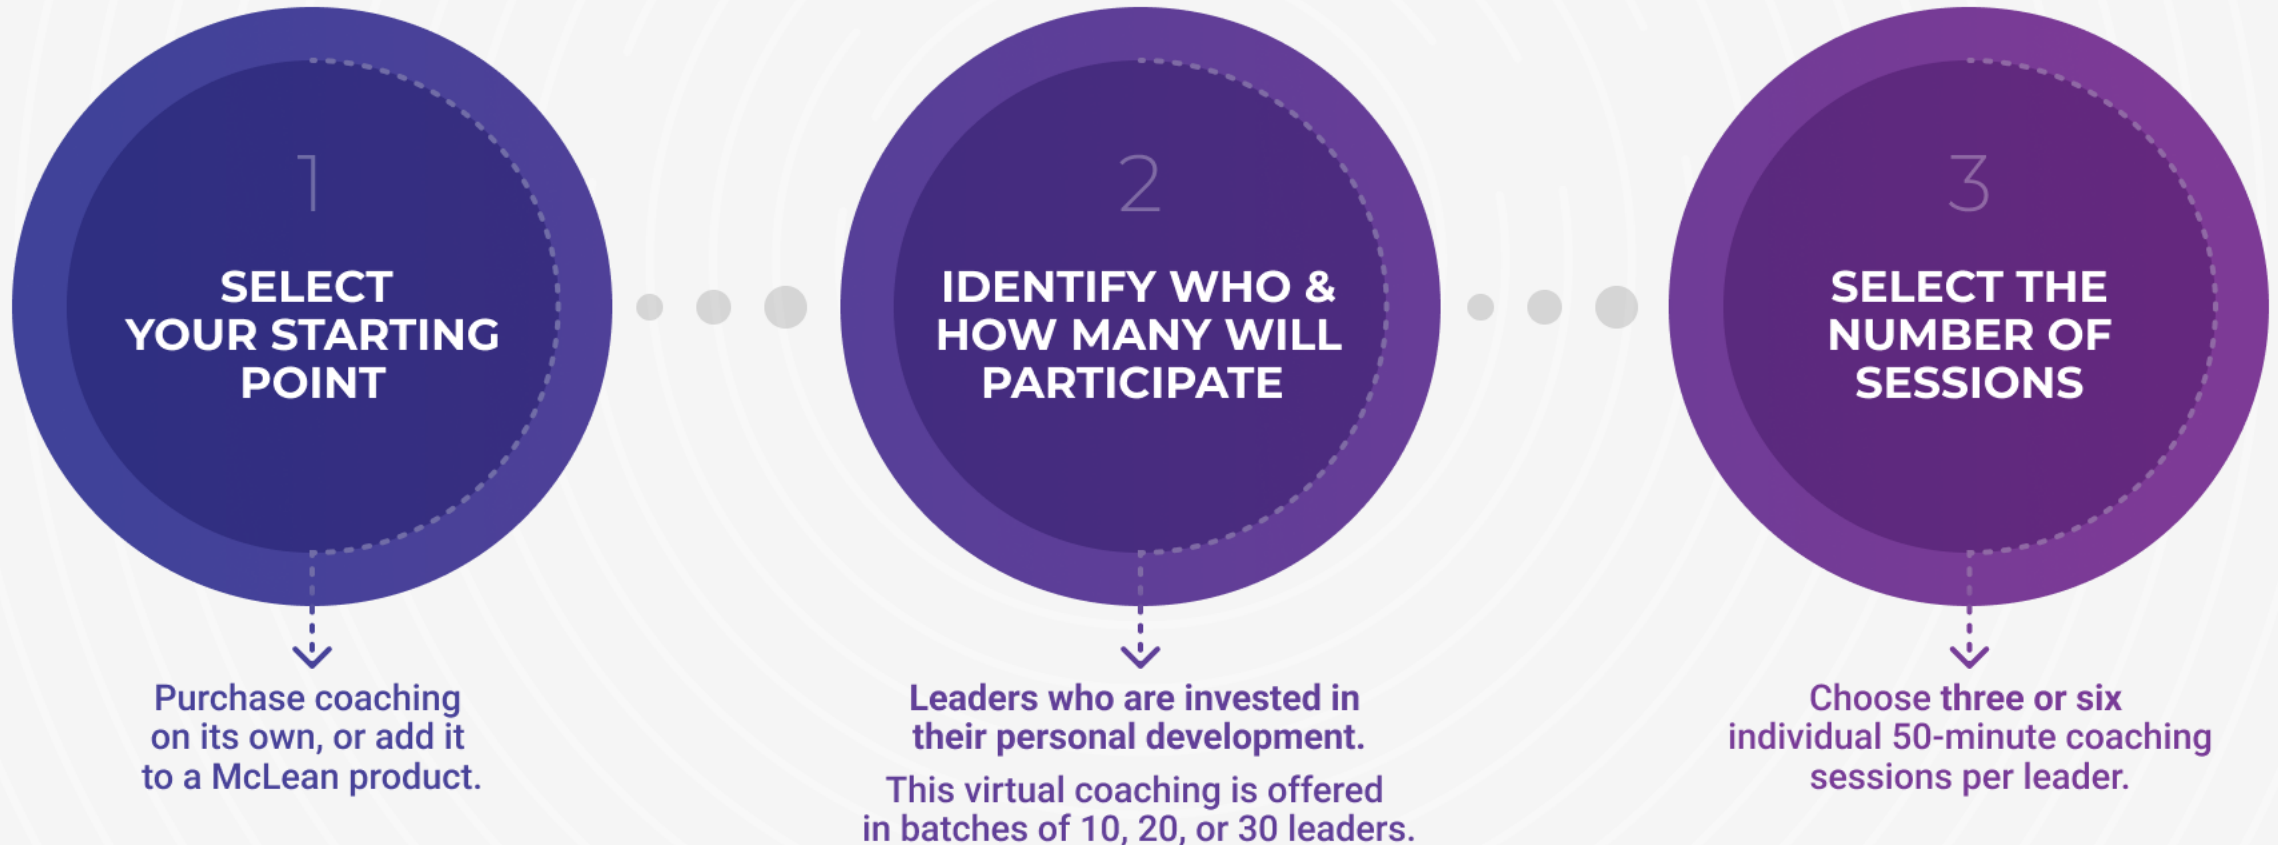 1
SELECT
YOUR STARTING
POINT
Purchase coaching
on its own, or add it
to a McLean product.
2
IDENTIFY WHO &
HOW MANY WILL
PARTICIPATE
Leaders who are invested in
their personal development.
This virtual coaching is offered
in batches of 10, 20, or 30 leaders.
3
SELECT THE
NUMBER OF
SESSIONS
Choose three or six
individual 50-minute coaching
sessions per leader.